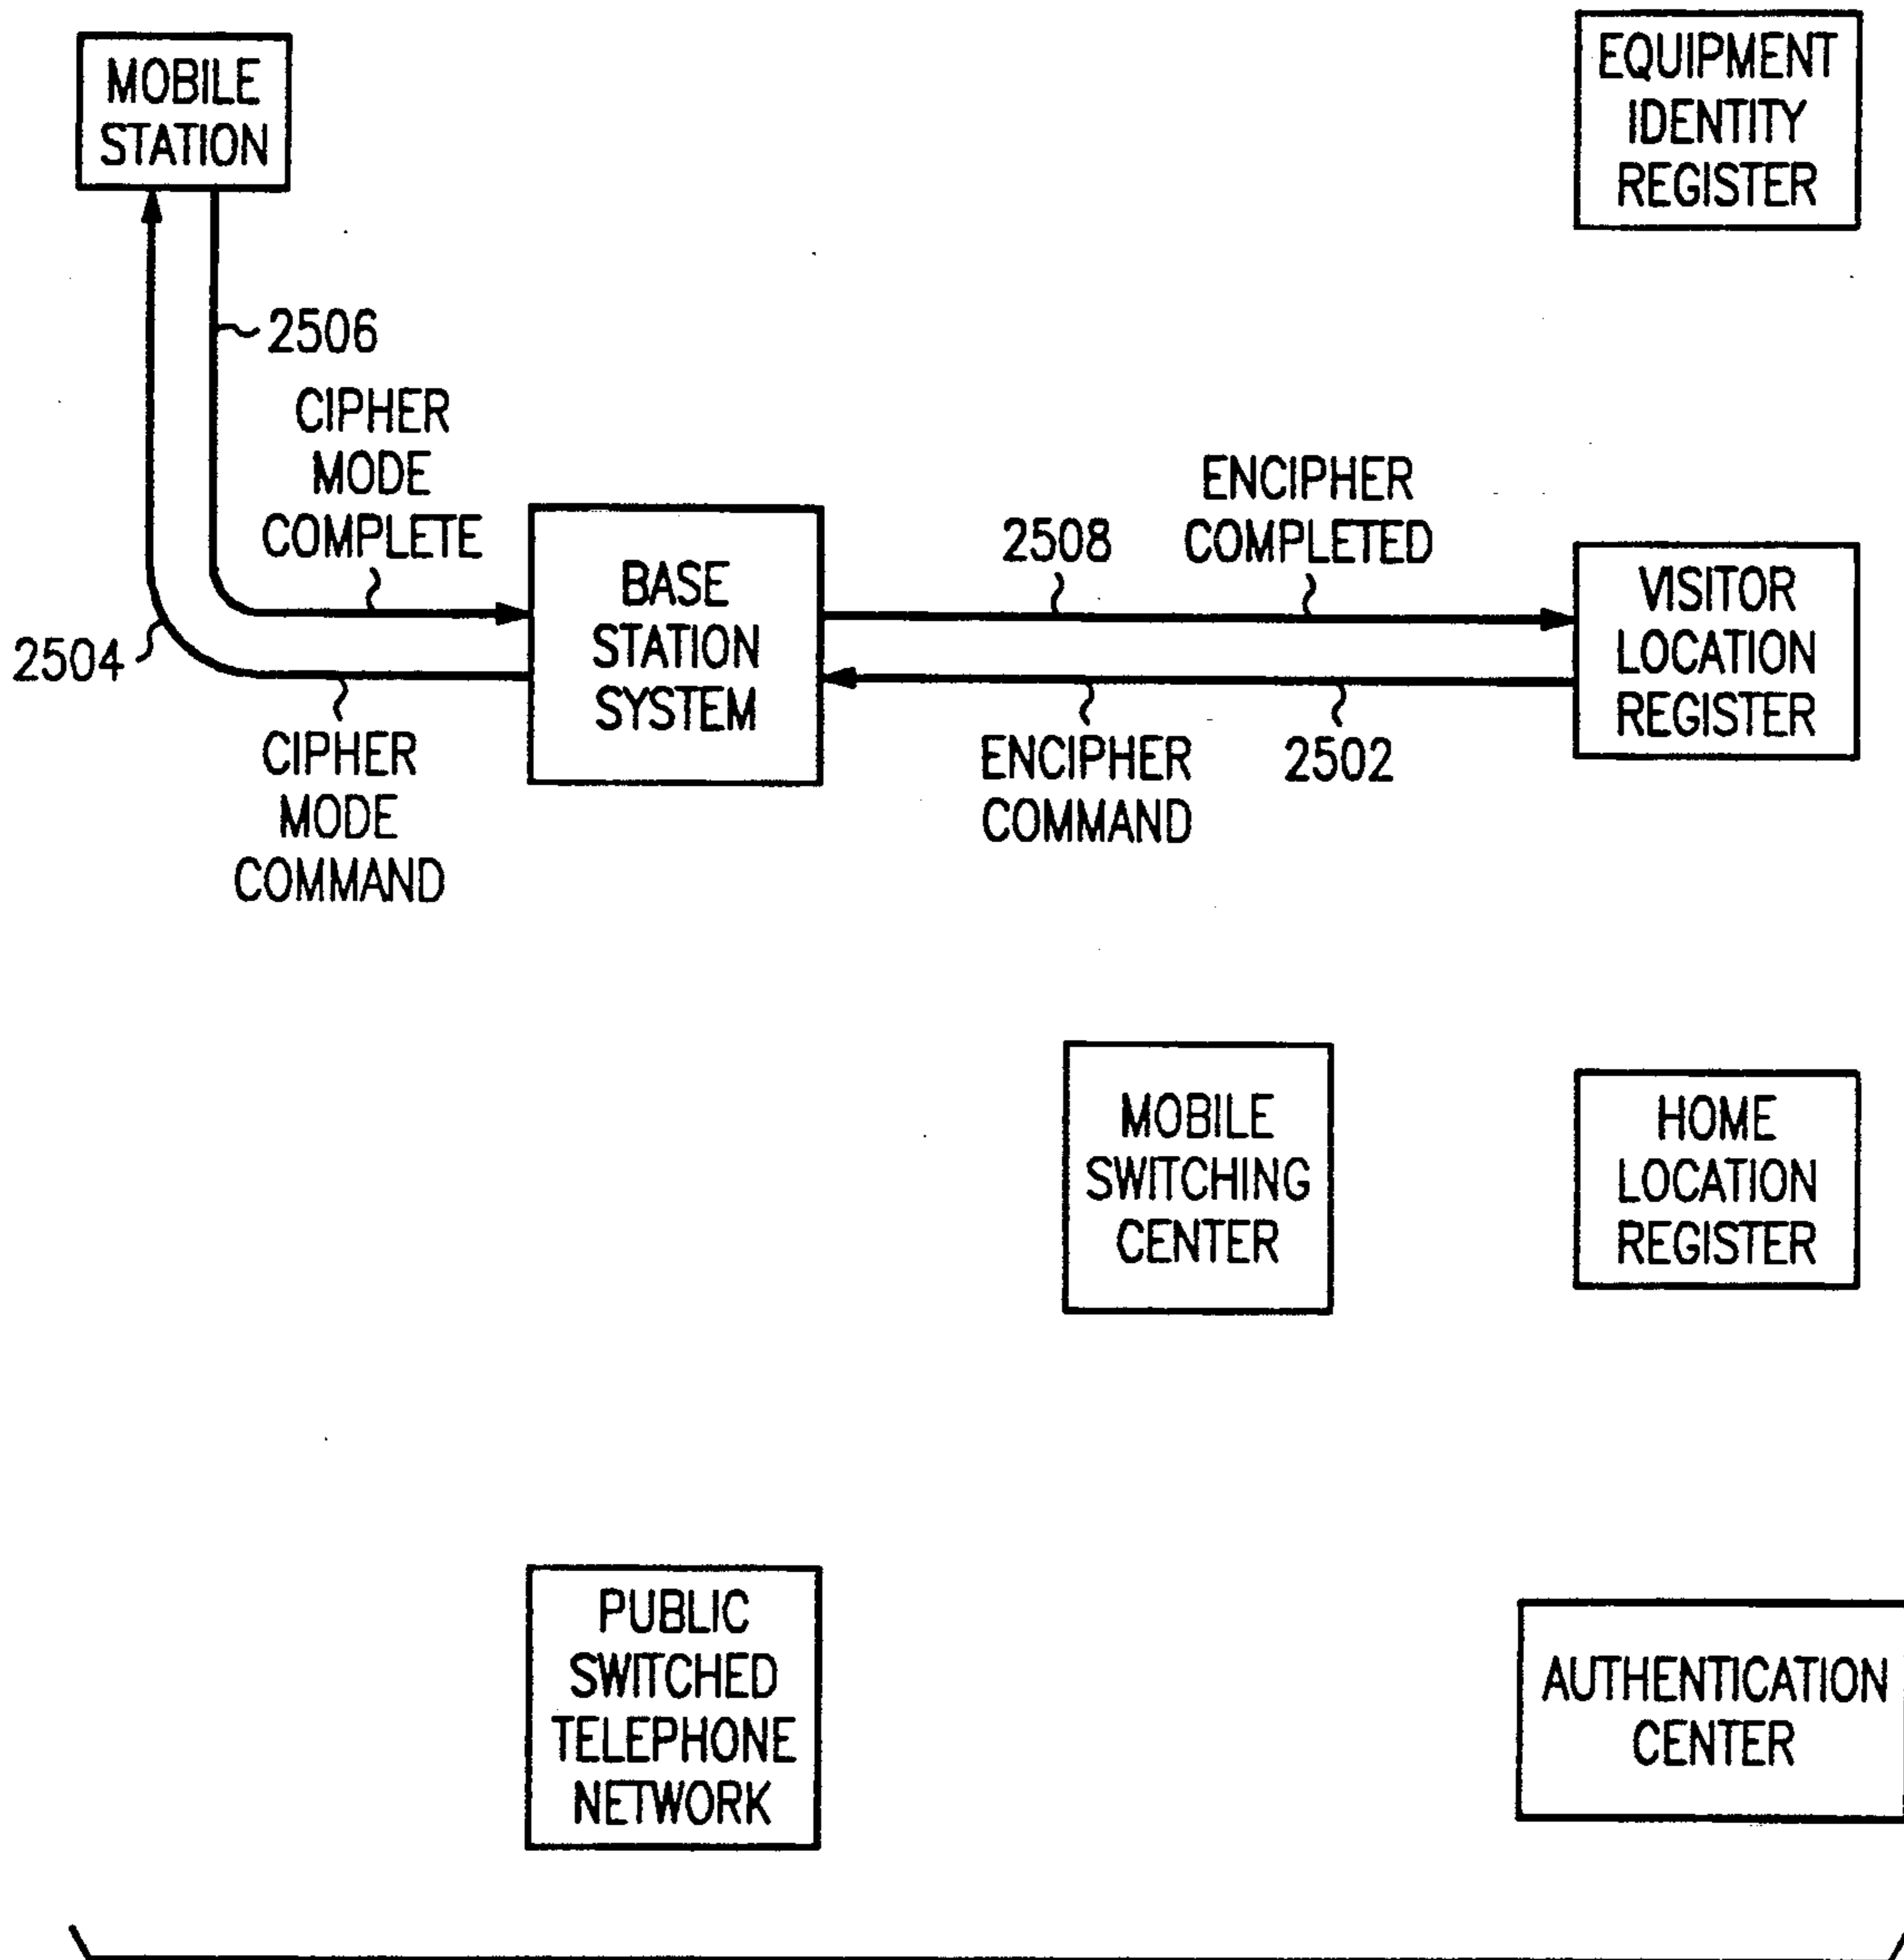 MOBILE
STATION
EQUIPMENT
IDENTITY
REGISTER
2506
CIPHER
MODE
COMPLETE
2504
CIPHER
MODE
COMMAND
BASE
STATION
SYSTEM
2508
ENCIPHER
COMPLETED
ENCIPHER
COMMAND
2502
VISITOR
LOCATION
REGISTER
MOBILE
SWITCHING
CENTER
HOME
LOCATION
REGISTER
PUBLIC
SWITCHED
TELEPHONE
NETWORK
AUTHENTICATION
CENTER